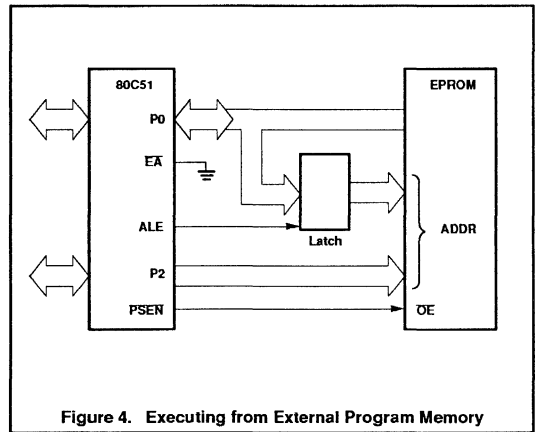 80C51
EPROM
P0
EA
ALE
Latch
ADDR
P2
PSEN
OE
Figure 4. Executing from External Program Memory